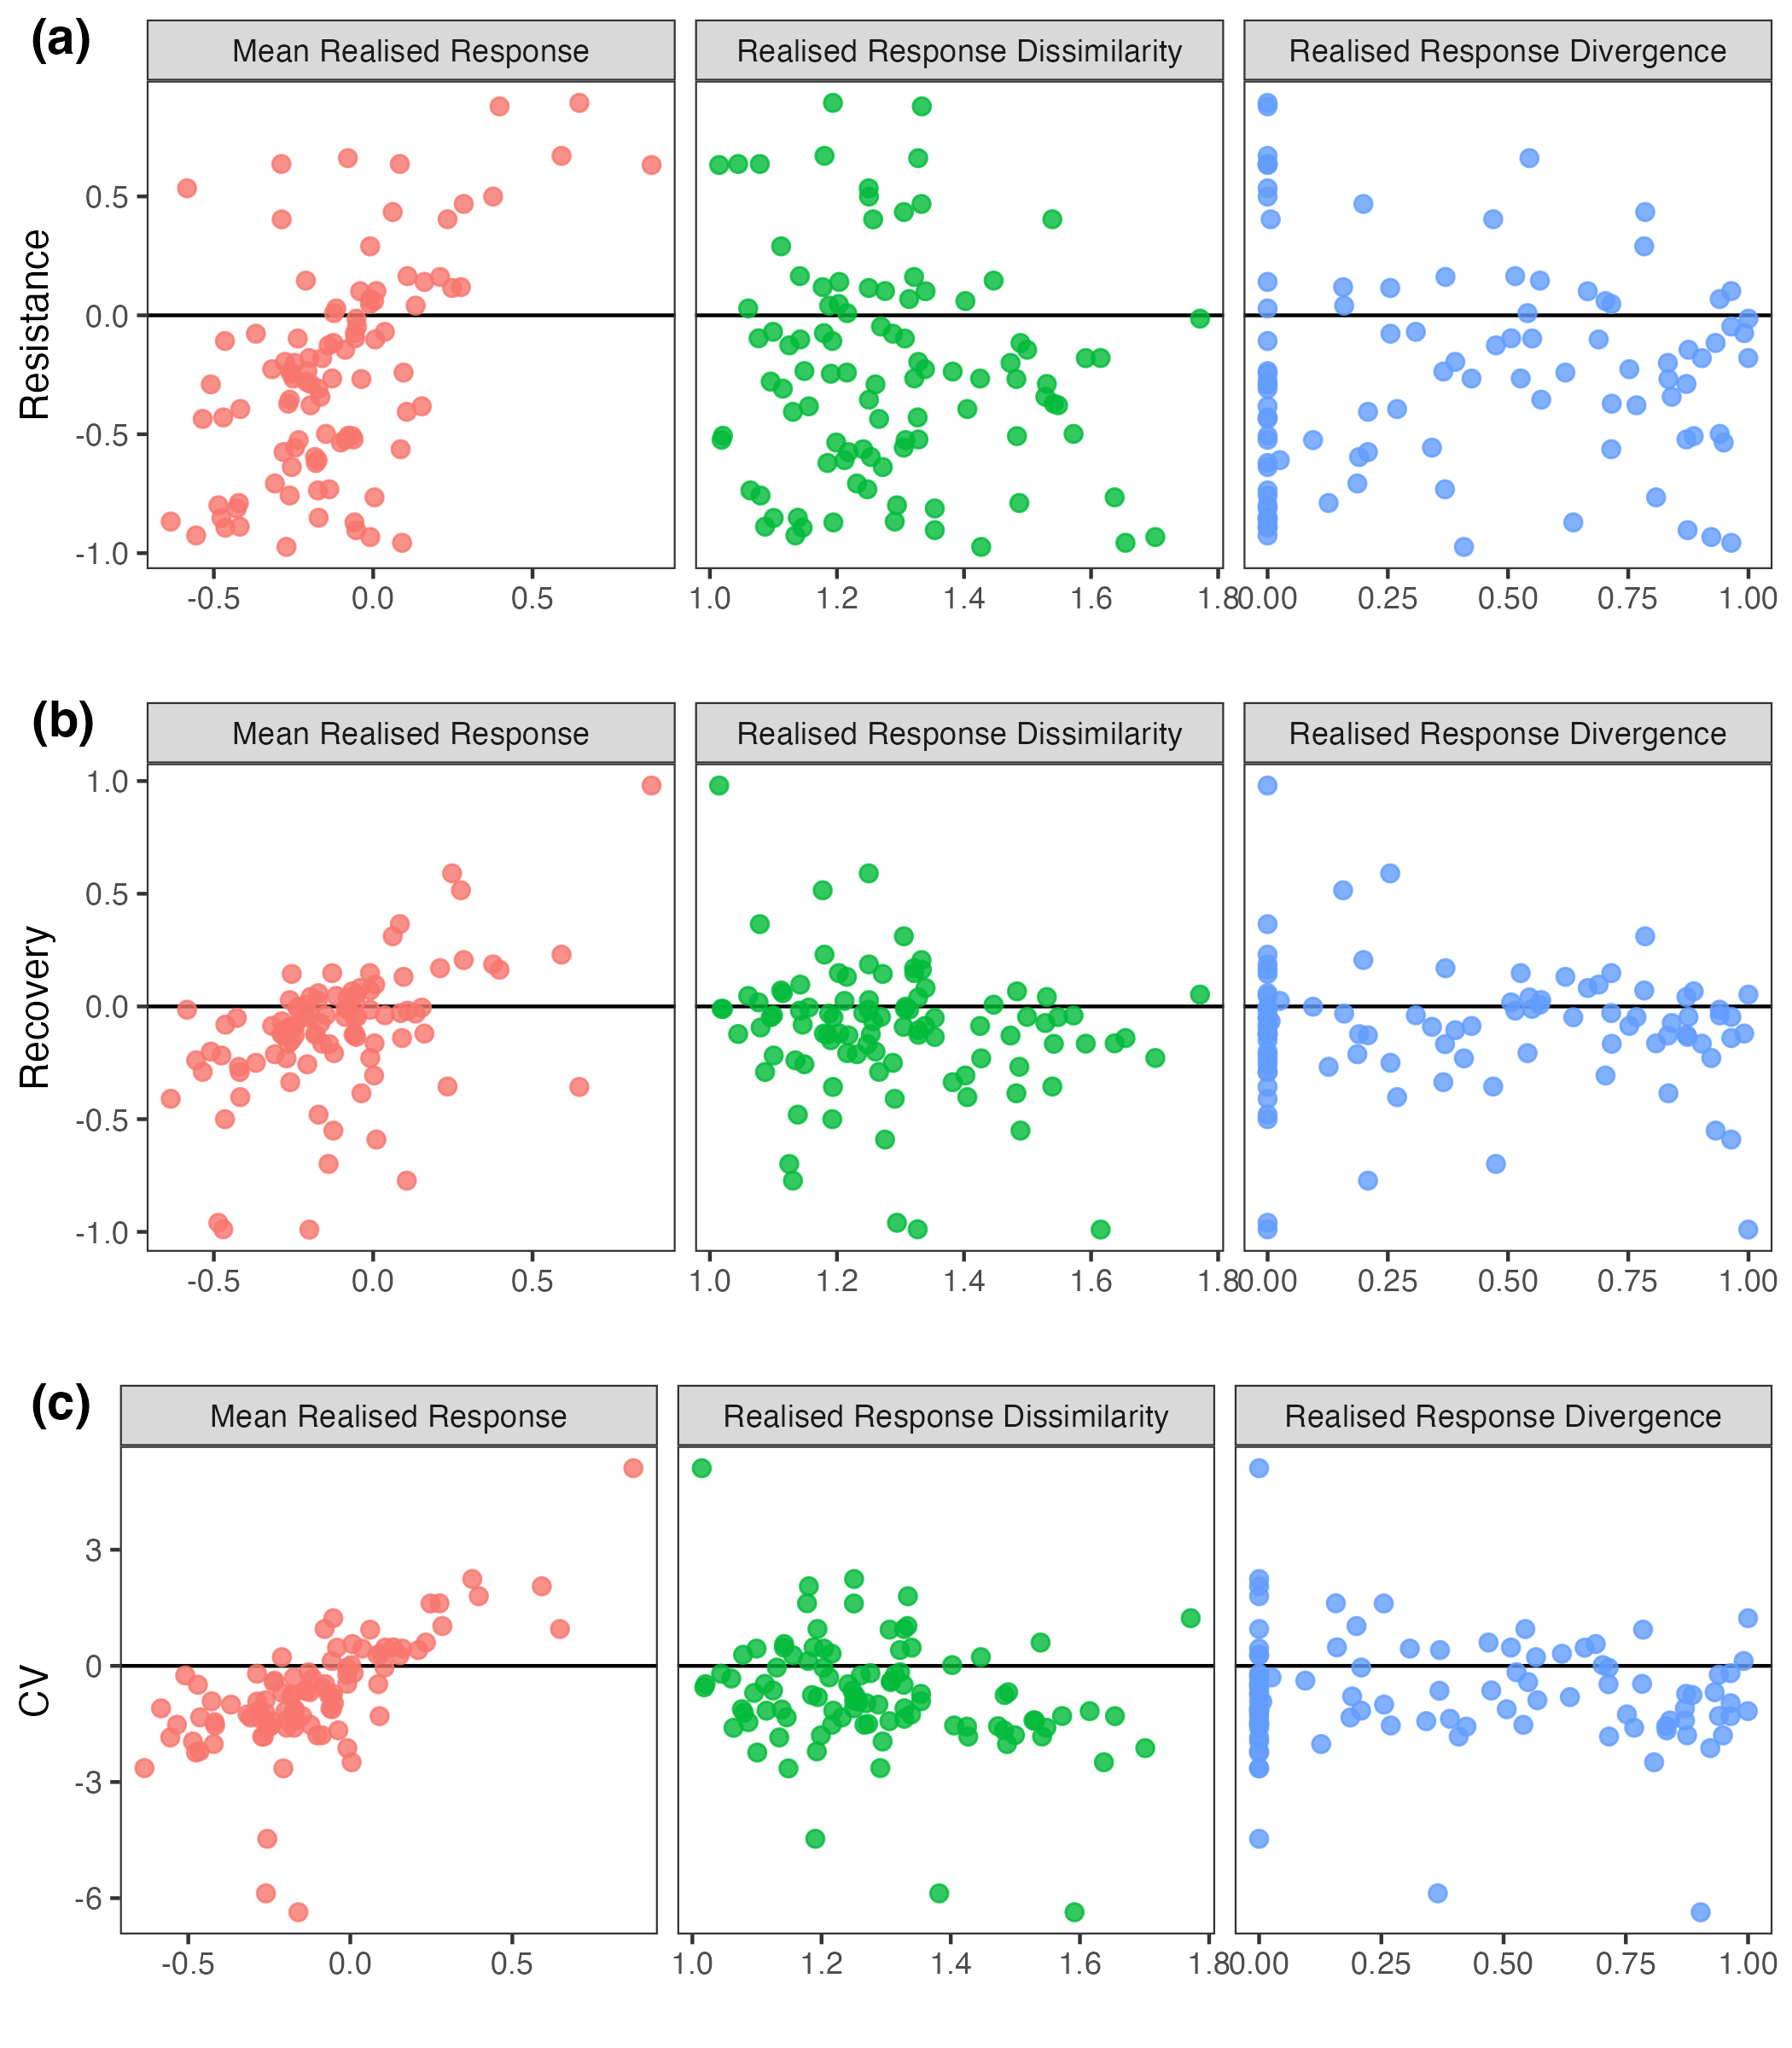 (a)
Mean Realised Response Realised Response Dissimilarity Realised Response Divergence
Resistance
0.5
0.0
-0.5
-1.0
-0.5 0.0 0.5 1.0 1.2 1.4 1.6 1.8 0.00 0.25 0.50 0.75 1.00
(b)
Mean Realised Response Realised Response Dissimilarity Realised Response Divergence
Recovery
1.0
0.5
0.0
-0.5
-1.0
-0.5 0.0 0.5 1.0 1.2 1.4 1.6 1.8 0.00 0.25 0.50 0.75 1.00
(c)
Mean Realised Response Realised Response Dissimilarity Realised Response Divergence
CV
3
0
-3
-6
-0.5 0.0 0.5 1.0 1.2 1.4 1.6 1.8 0.00 0.25 0.50 0.75 1.00